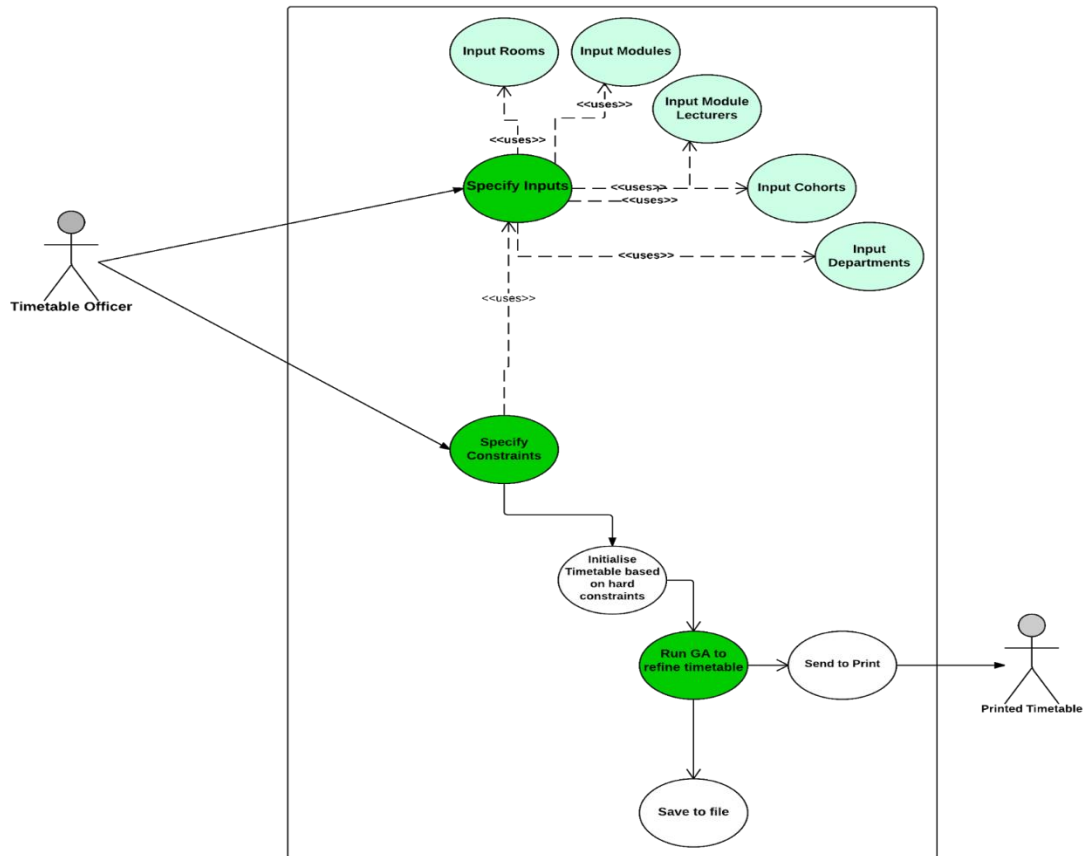 Input Rooms
Input Modules
<<uses>>
Input Module
Lecturers
<<uses>>
Specify Inputs
<<uses>>
Input Cohorts
<<uses>>
Timetable Officer
Input
Departments
<<uses>>
<<uses>>
Specify
Constraints
Initialise
Timetable based
on hard
constraints
Run GA to
refine timetable
Send to Print
Printed Timetable
Save to file